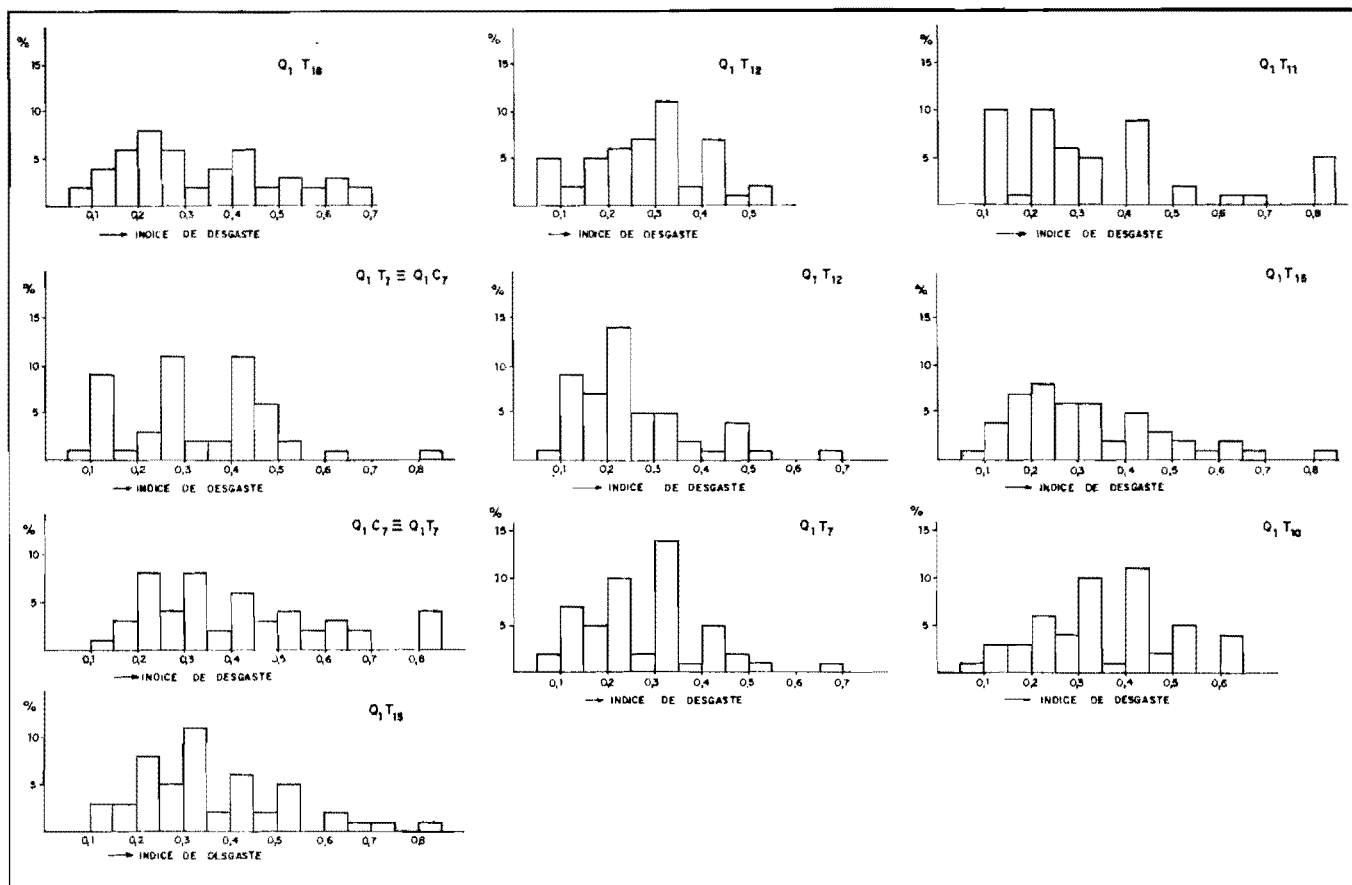 %
Q1 T18
15
10
5
0,1 0,2 0,3 0,4 0,5 0,6 0,7
INDICE DE DESGASTE
%
Q1 T12
15
10
5
0,1 0,2 0,3 0,4 0,5
INDICE DE DESGASTE
%
Q1 T11
15
10
5
0,1 0,2 0,3 0,4 0,5 0,6 0,7 0,8
INDICE DE DESGASTE
%
Q1 T7 ≡ Q1 C7
15
10
5
0,1 0,2 0,3 0,4 0,5 0,6 0,7 0,8
INDICE DE DESGASTE
%
Q1 T12
15
10
5
0,1 0,2 0,3 0,4 0,5 0,6 0,7
INDICE DE DESGASTE
%
Q1 T15
15
10
5
0,1 0,2 0,3 0,4 0,5 0,6 0,7 0,8
INDICE DE DESGASTE
%
Q1 C7 ≡ Q1 T7
10
5
0,1 0,2 0,3 0,4 0,5 0,6 0,7 0,8
INDICE DE DESGASTE
%
Q1 T7
15
10
5
0,1 0,2 0,3 0,4 0,5 0,6 0,7
INDICE DE DESGASTE
%
Q1 T10
15
10
5
0,1 0,2 0,3 0,4 0,5 0,6
INDICE DE DESGASTE
%
Q1 T15
10
5
0,1 0,2 0,3 0,4 0,5 0,6 0,7 0,8
INDICE DE DESGASTE